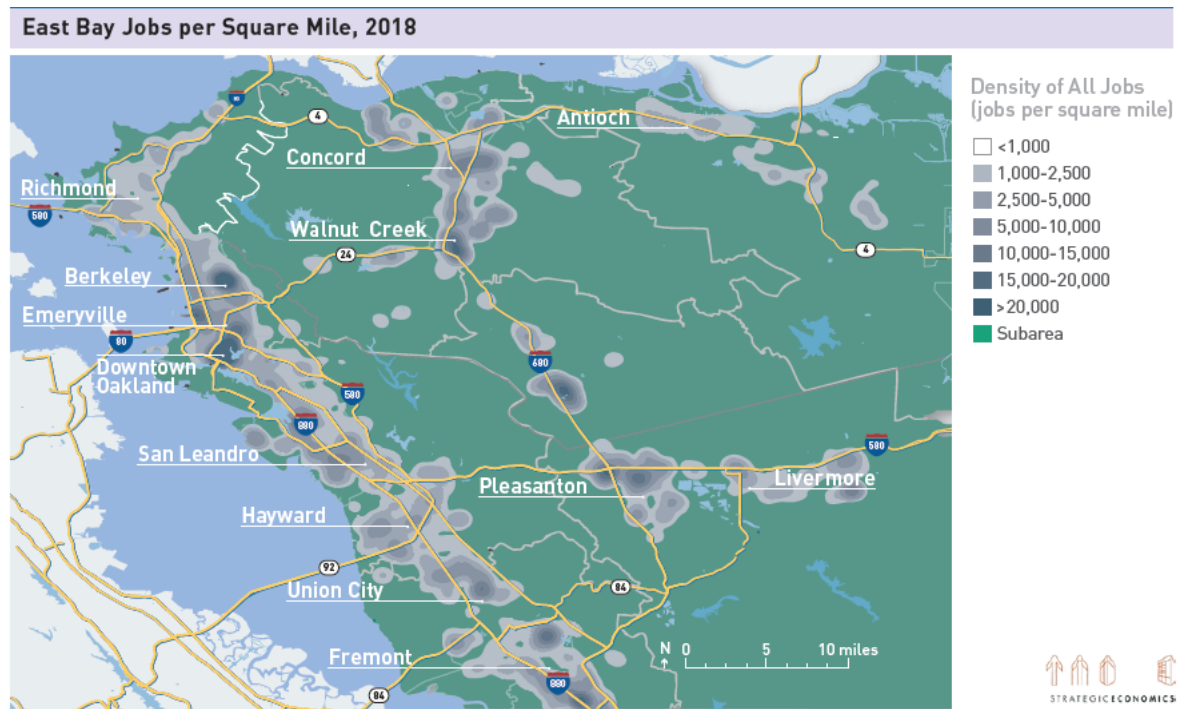 East Bay Jobs per Square Mile, 2018
Density of All Jobs
(jobs per square mile)
<1,000
1,000-2,500
2,500-5,000
5,000-10,000
10,000-15,000
15,000-20,000
>20,000
Subarea
80
4
Antioch
Concord
Richmond
580
Walnut Creek
24
4
Berkeley
Emeryville
80
680
Downtown
Oakland
580
880
580
San Leandro
Pleasanton
Livermore
Hayward
92
84
Union City
N 0 5 10 miles
Fremont
880
84
STRATEGICECONOMICS